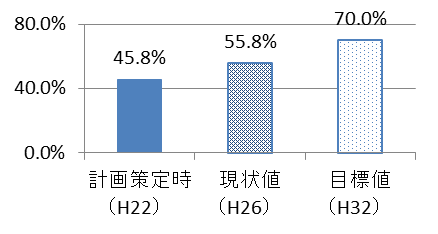 80.0%
40.0%
0.0%
45.8%
55.8%
70.0%
計画策定時
（H22）
現状値
（H26）
目標値
（H32）